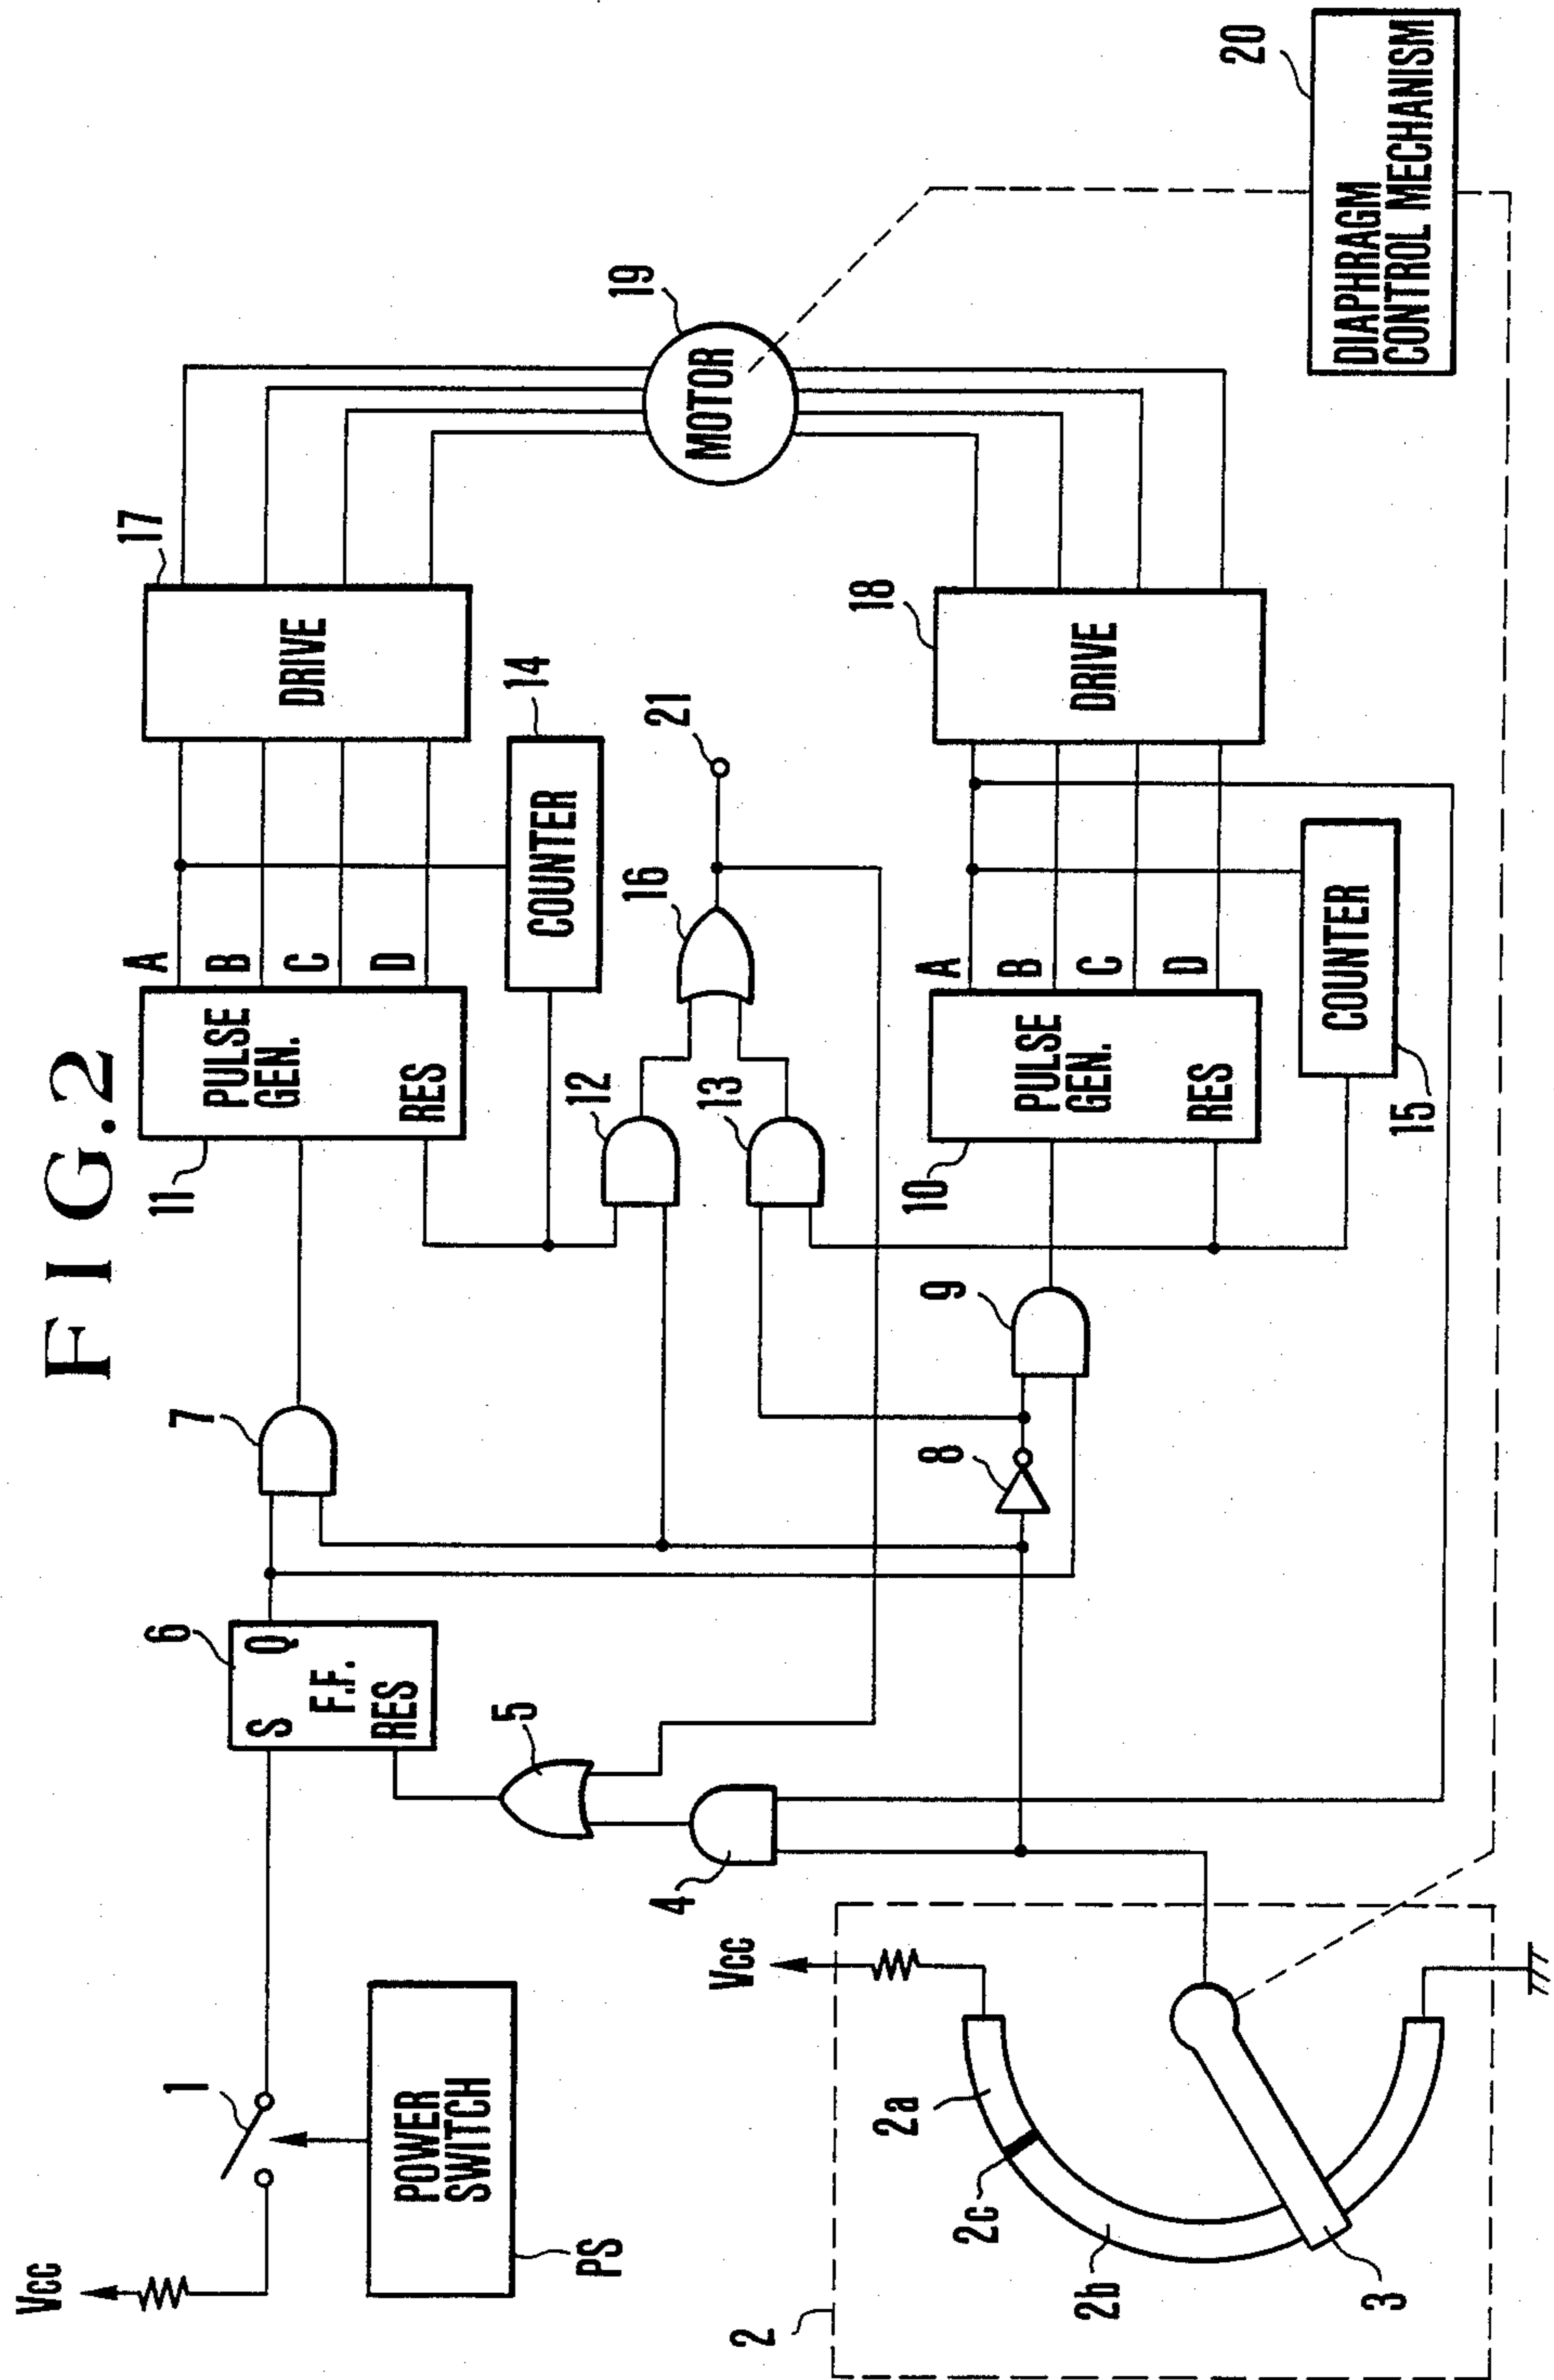 FIG.2
Vcc
1
POWER
SWITCH
PS
S
Q
F.F.
RES
6
7
11
PULSE
GEN.
RES
A
B
C
D
17
DRIVE
14
COUNTER
12
13
16
21
19
MOTOR
5
4
8
9
10
PULSE
GEN.
RES
A
B
C
D
18
DRIVE
15
COUNTER
20
DIAPHRAGM
CONTROL MECHANISM
2
Vcc
2a
2c
2b
3